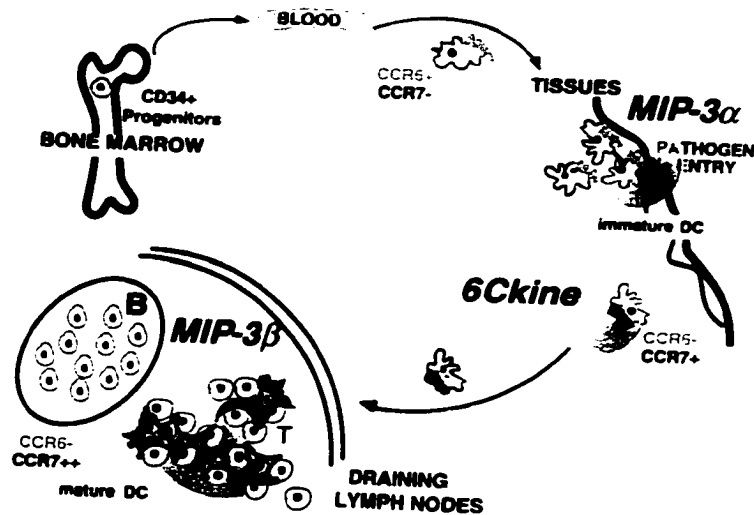 BLOOD
CCR6+
CCR7-
TISSUES
CD34+
Progenitors
BONE MARROW
MIP-3α
PATHOGEN
ENTRY
immature DC
6Ckine
B
MIP-3β
CCR6-
CCR7+
T
CCR6-
CCR7++
mature DC
DRAINING
LYMPH NODES